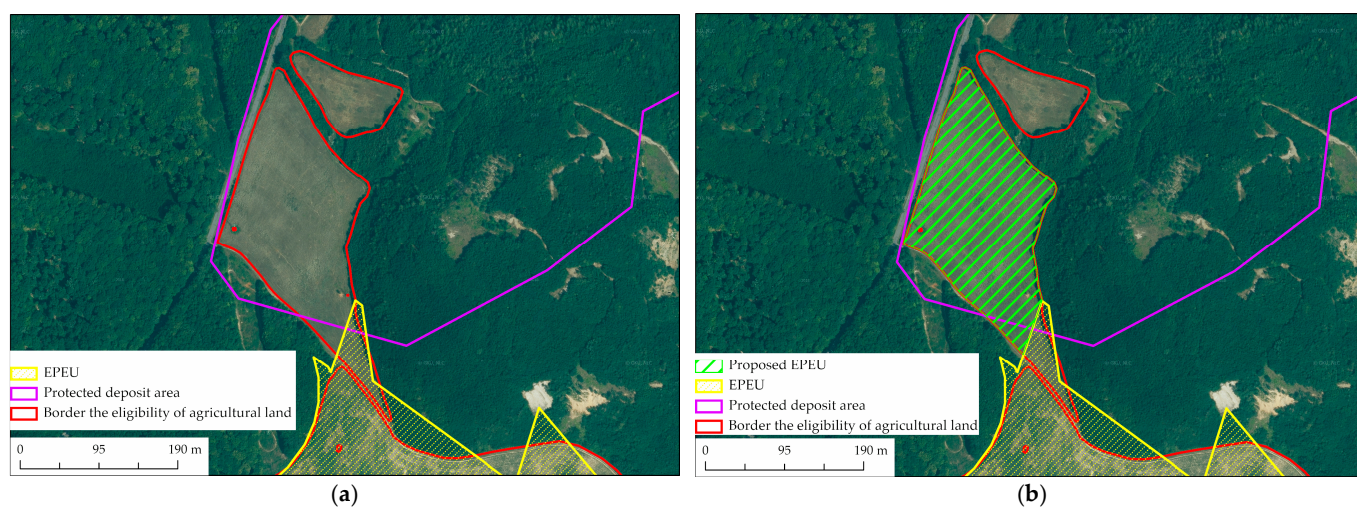 EPEU
Protected deposit area
Border the eligibility of agricultural land
0 95 190 m
(a)
Proposed EPEU
EPEU
Protected deposit area
Border the eligibility of agricultural land
0 95 190 m
(b)